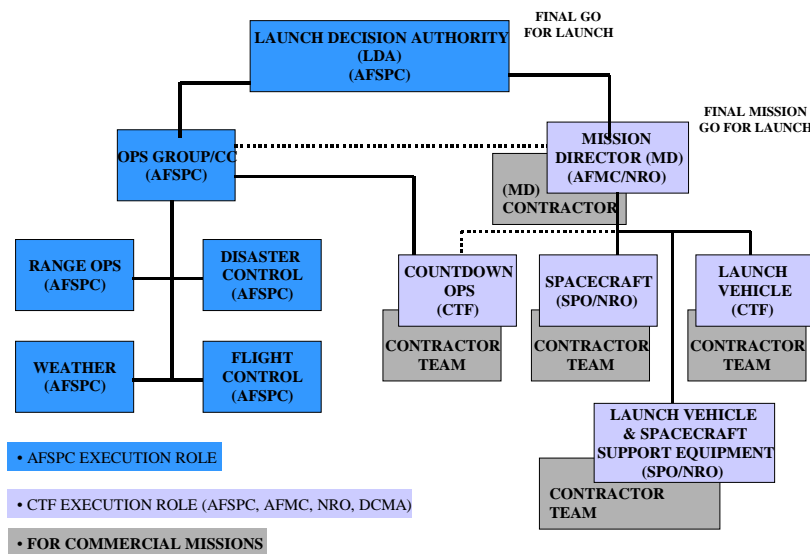 FINAL GO
FOR LAUNCH
LAUNCH DECISION AUTHORITY
(LDA)
(AFSPC)
FINAL MISSION
GO FOR LAUNCH
OPS GROUP/CC
(AFSPC)
MISSION
DIRECTOR (MD)
(AFMC/NRO)
(MD)
CONTRACTOR
RANGE OPS
(AFSPC)
DISASTER
CONTROL
(AFSPC)
COUNTDOWN
OPS
(CTF)
CONTRACTOR
TEAM
SPACECRAFT
(SPO/NRO)
CONTRACTOR
TEAM
LAUNCH
VEHICLE
(CTF)
CONTRACTOR
TEAM
WEATHER
(AFSPC)
FLIGHT
CONTROL
(AFSPC)
LAUNCH VEHICLE
& SPACECRAFT
SUPPORT EQUIPMENT
(SPO/NRO)
CONTRACTOR
TEAM
• AFSPC EXECUTION ROLE
• CTF EXECUTION ROLE (AFSPC, AFMC, NRO, DCMA)
• FOR COMMERCIAL MISSIONS